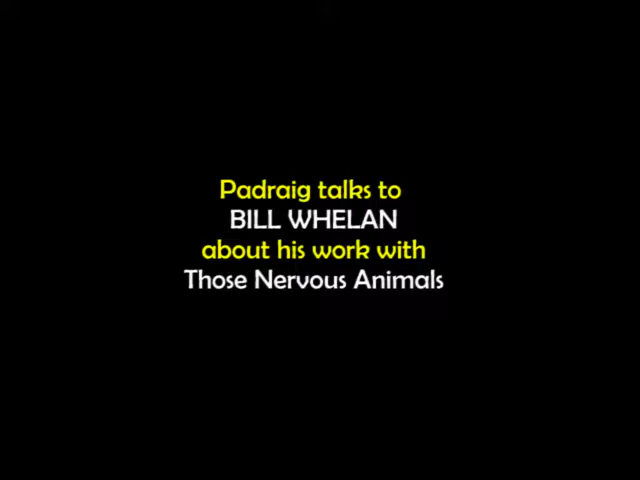 Padraig talks to
BILL WHELAN
about his work with
Those Nervous Animals